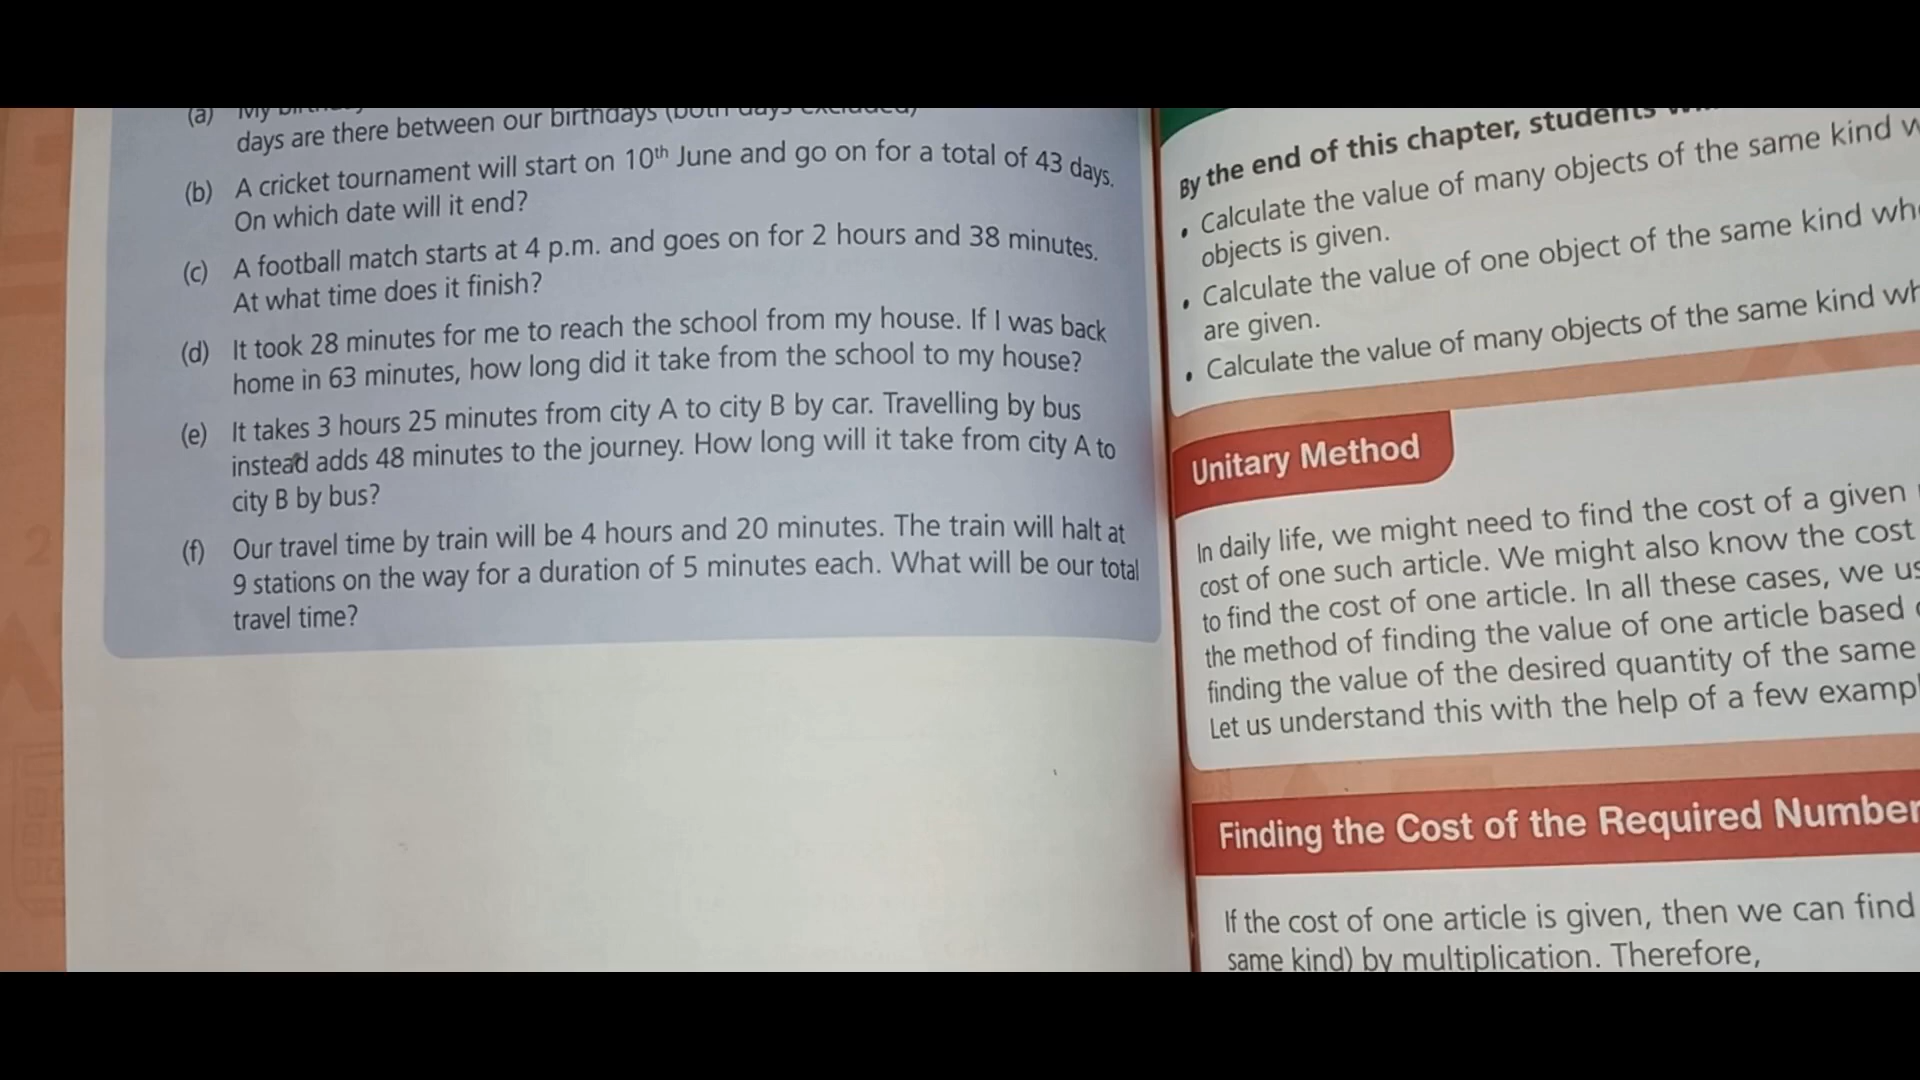 (a) My
days are there between our birthdays (both days excluded)
(b) A cricket tournament will start on 10th June and go on for a total of 43 days.
On which date will it end?
(c) A football match starts at 4 p.m. and goes on for 2 hours and 38 minutes.
At what time does it finish?
(d) It took 28 minutes for me to reach the school from my house. If I was back
home in 63 minutes, how long did it take from the school to my house?
(e) It takes 3 hours 25 minutes from city A to city B by car. Travelling by bus
instead adds 48 minutes to the journey. How long will it take from city A to
city B by bus?
(f) Our travel time by train will be 4 hours and 20 minutes. The train will halt at
9 stations on the way for a duration of 5 minutes each. What will be our total
travel time?
By the end of this chapter, students
• Calculate the value of many objects of the same kind
objects is given.
• Calculate the value of one object of the same kind
are given.
• Calculate the value of many objects of the same kind
Unitary Method
In daily life, we might need to find the cost of a given
cost of one such article. We might also know the cost
to find the cost of one article. In all these cases, we
the method of finding the value of one article based
finding the value of the desired quantity of the same
Let us understand this with the help of a few
Finding the Cost of the Required Number
If the cost of one article is given, then we can find
same kind) by multiplication. Therefore,